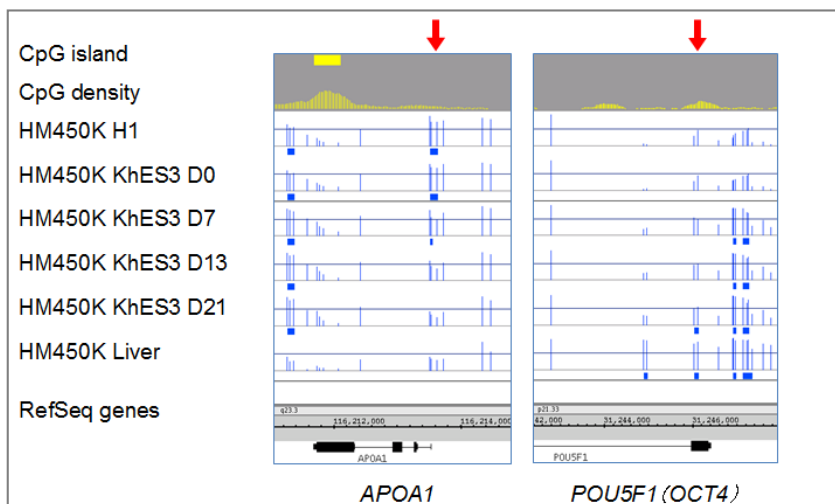 CpG island
CpG density
HM450K H1
HM450K KhES3 D0
HM450K KhES3 D7
HM450K KhES3 D13
HM450K KhES3 D21
HM450K Liver
RefSeq genes
q23.3
116,212,000 116,214,000
APOA1
p21.33
42,000 31,244,000 31,246,000
POU5F1
APOA1 POU5F1(OCT4)